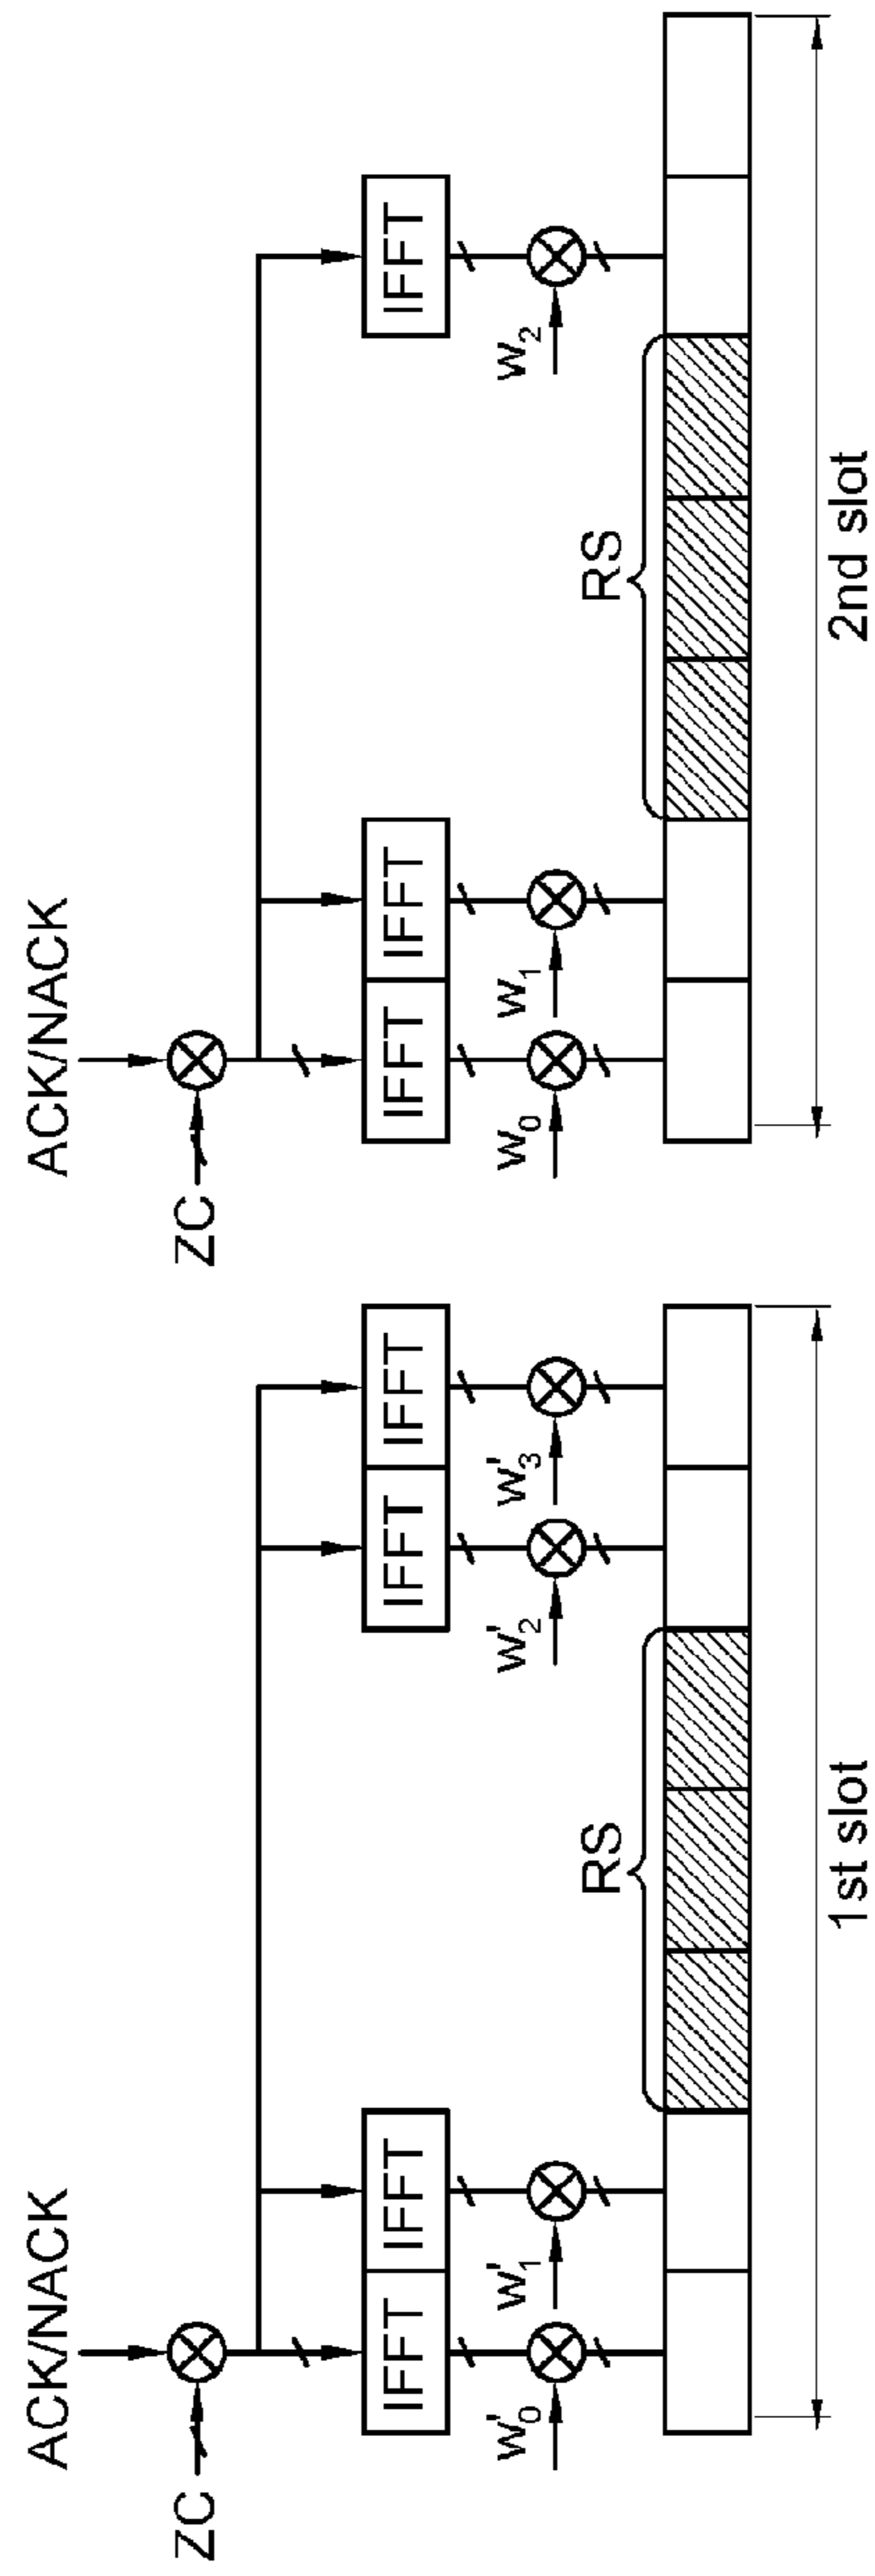 ACK/NACK
ACK/NACK
ZC
ZC
IFFT IFFT IFFT IFFT
IFFT IFFT IFFT
w'0 w'1 w'2 w'3
w0 w1 w2
RS
RS
1st slot
2nd slot